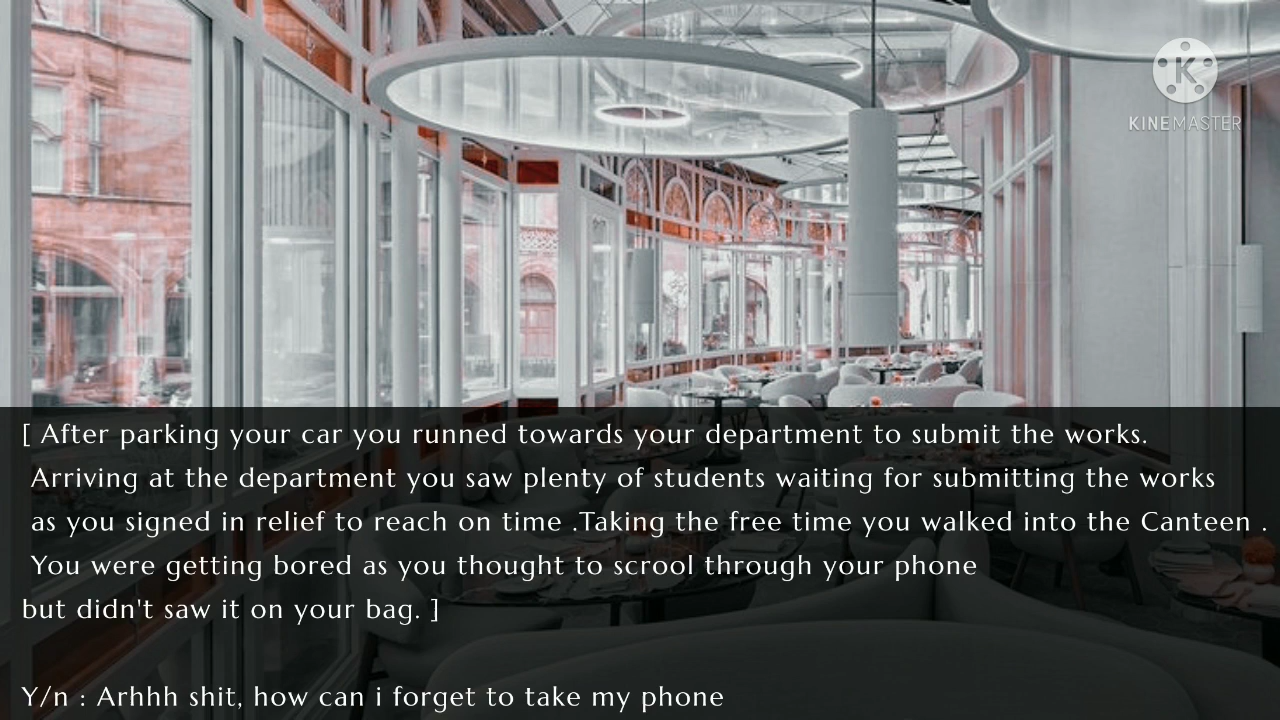 KINEMASTER
[ After parking your car you runned towards your department to submit the works.
Arriving at the department you saw plenty of students waiting for submitting the works
as you signed in relief to reach on time .Taking the free time you walked into the Canteen .
You were getting bored as you thought to scrool through your phone
but didn't saw it on your bag. ]
Y/n : Arhhh shit, how can i forget to take my phone